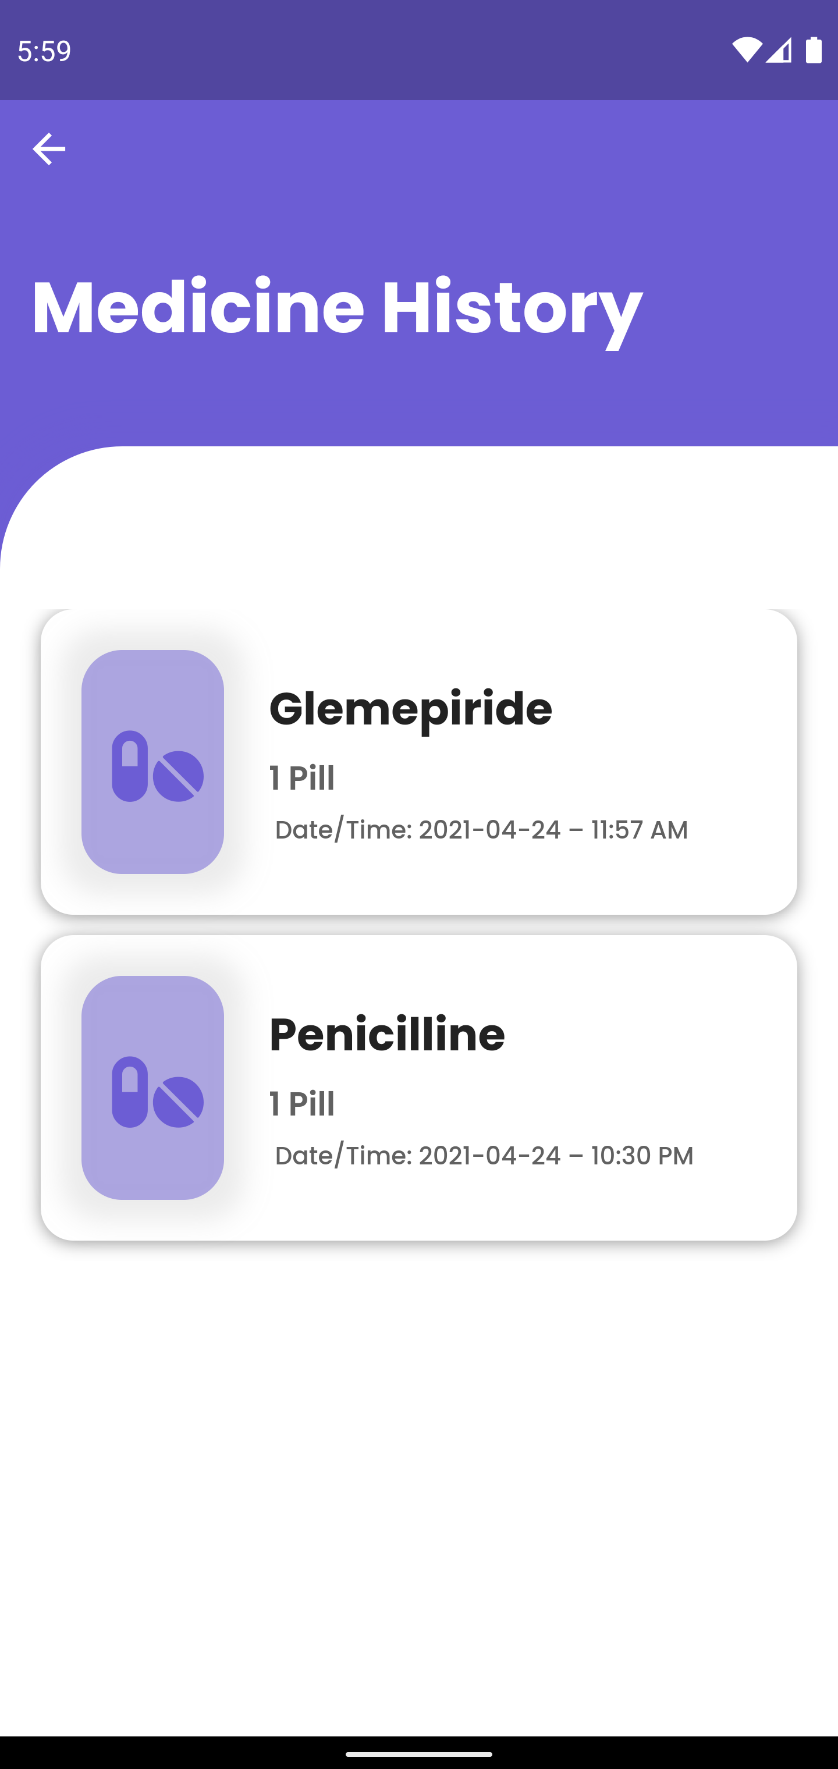 5:59
Medicine History
Glemepiride
1 Pill
Date/Time: 2021-04-24 – 11:57 AM
Penicilline
1 Pill
Date/Time: 2021-04-24 – 10:30 PM